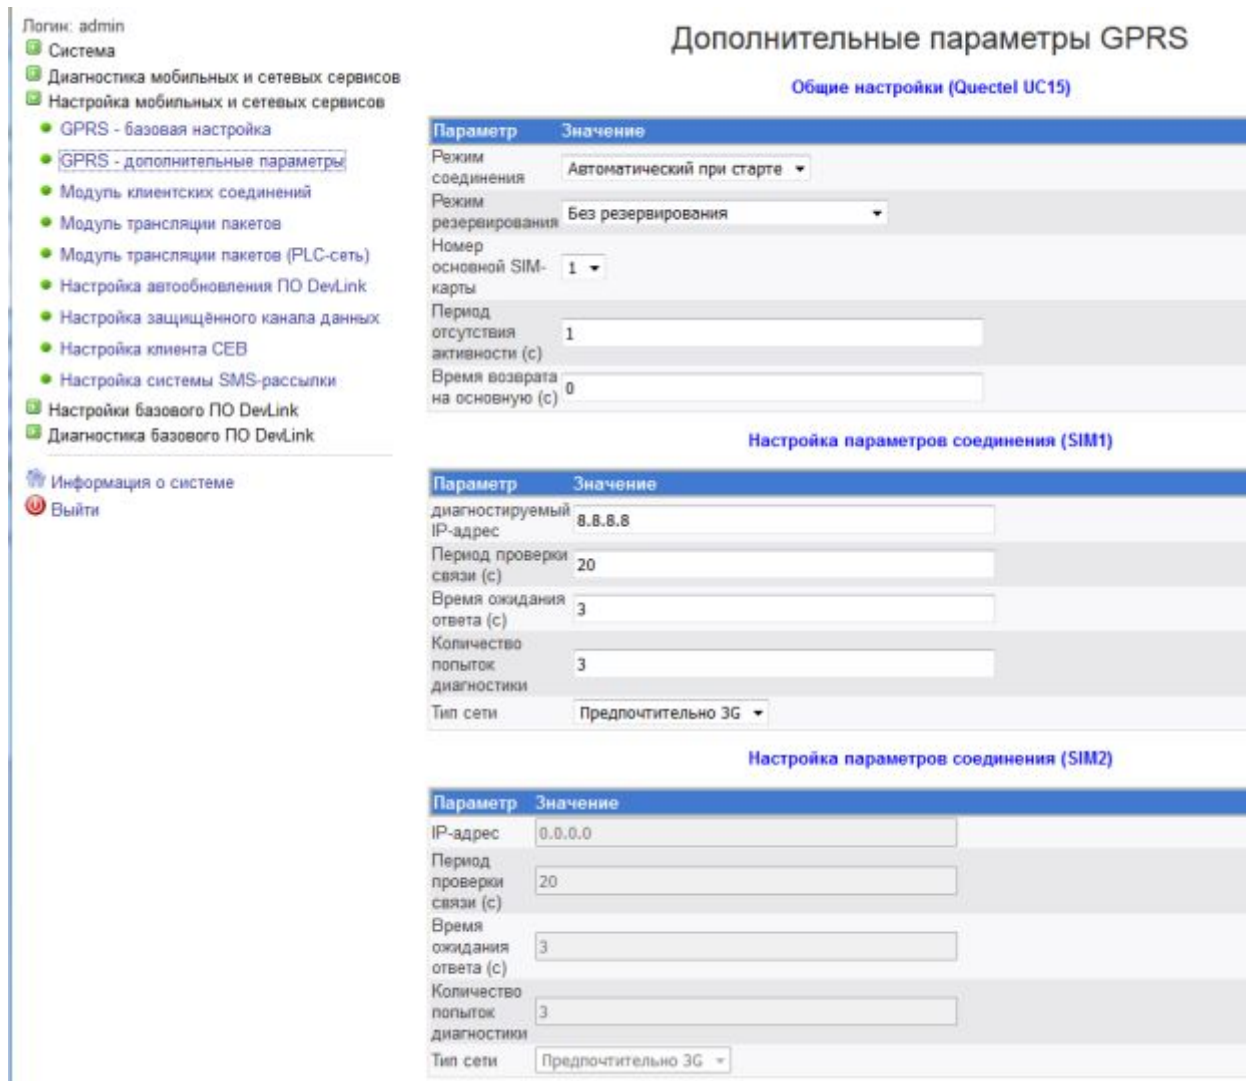 Логин: admin
Система
Диагностика мобильных и сетевых сервисов
Настройка мобильных и сетевых сервисов
GPRS - базовая настройка
GPRS - дополнительные параметры
Модуль клиентских соединений
Модуль трансляции пакетов
Модуль трансляции пакетов (PLC-сеть)
Настройка автообновления ПО DevLink
Настройка защищённого канала данных
Настройка клиента СЕВ
Настройка системы SMS-рассылки
Настройки базового ПО DevLink
Диагностика базового ПО DevLink
Информация о системе
Выйти
Дополнительные параметры GPRS
Общие настройки (Quectel UC15)
Параметр Значение
Режим
соединения
Автоматический при старте
Режим
резервирования
Без резервирования
Номер
основной SIM-
карты
1
Период
отсутствия
активности (с)
1
Время возврата
на основную (с)
0
Настройка параметров соединения (SIM1)
Параметр Значение
диагностируемый
IP-адрес
8.8.8.8
Период проверки
связи (с)
20
Время ожидания
ответа (с)
3
Количество
попыток
диагностики
3
Тип сети Предпочтительно 3G
Настройка параметров соединения (SIM2)
Параметр Значение
IP-адрес 0.0.0.0
Период
проверки
связи (с)
20
Время
ожидания
ответа (с)
3
Количество
попыток
диагностики
3
Тип сети Предпочтительно 3G